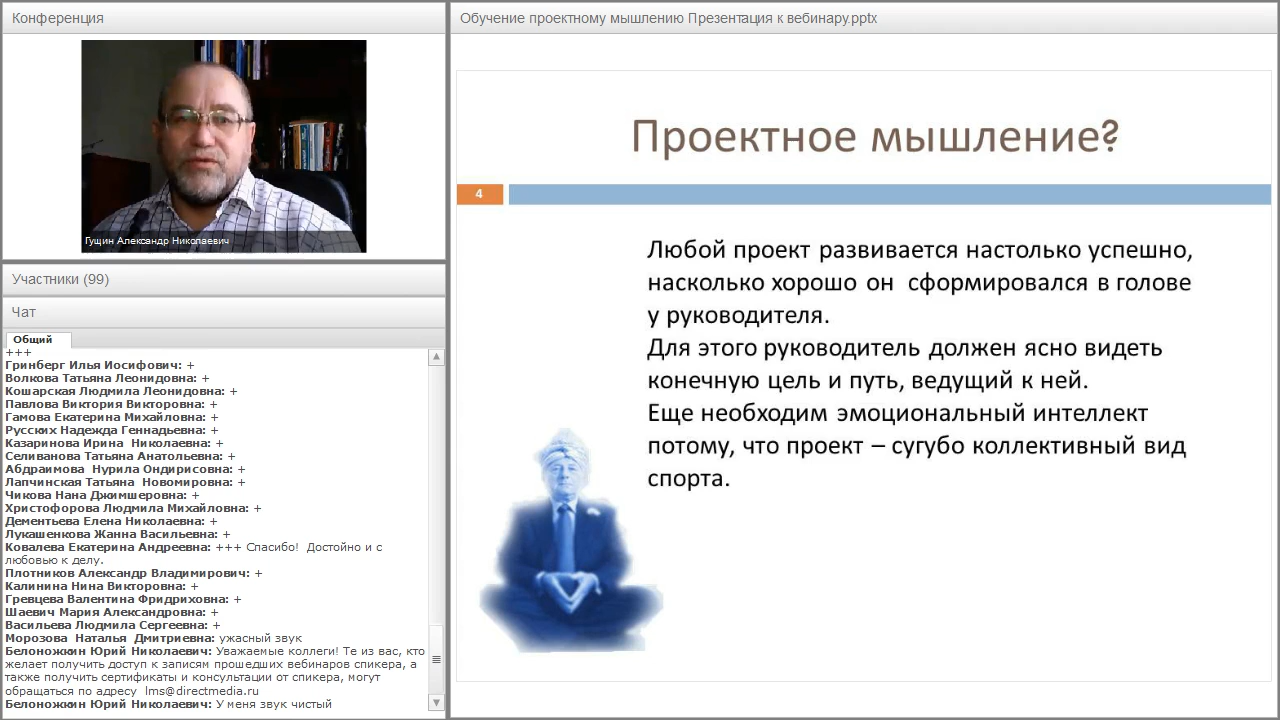 Конференция
Гущин Александр Николаевич
Участники (99)
Чат
Общий
+++
Гринберг Илья Иосифович: +
Волкова Татьяна Леонидовна: +
Кошарская Людмила Леонидовна: +
Павлова Виктория Викторовна: +
Гамова Екатерина Михайловна: +
Русских Надежда Геннадьевна: +
Казаринова Ирина Николаевна: +
Селиванова Татьяна Анатольевна: +
Абдраимова Нурила Ондирисовна: +
Лапчинская Татьяна Новомировна: +
Чикова Нана Джимшеровна: +
Христофорова Людмила Михайловна: +
Дементьева Елена Николаевна: +
Лукашенкова Жанна Васильевна: +
Ковалева Екатерина Андреевна: +++ Спасибо! Достойно и с
любовью к делу.
Плотников Александр Владимирович: +
Калинина Нина Викторовна: +
Гревцева Валентина Фридриховна: +
Шаевич Мария Александровна: +
Васильева Людмила Сергеевна: +
Морозова Наталья Дмитриевна: ужасный звук
Белоножкин Юрий Николаевич: Уважаемые коллеги! Те из вас, кто
желает получить доступ к записям прошедших вебинаров спикера, а
также получить сертификаты и консультации от спикера, могут
обращаться по адресу lms@directmedia.ru
Белоножкин Юрий Николаевич: У меня звук чистый
Обучение проектному мышлению Презентация к вебинару.pptx
Проектное мышление?
4
Любой проект развивается настолько успешно,
насколько хорошо он сформировался в голове
у руководителя.
Для этого руководитель должен ясно видеть
конечную цель и путь, ведущий к ней.
Еще необходим эмоциональный интеллект
потому, что проект – сугубо коллективный вид
спорта.